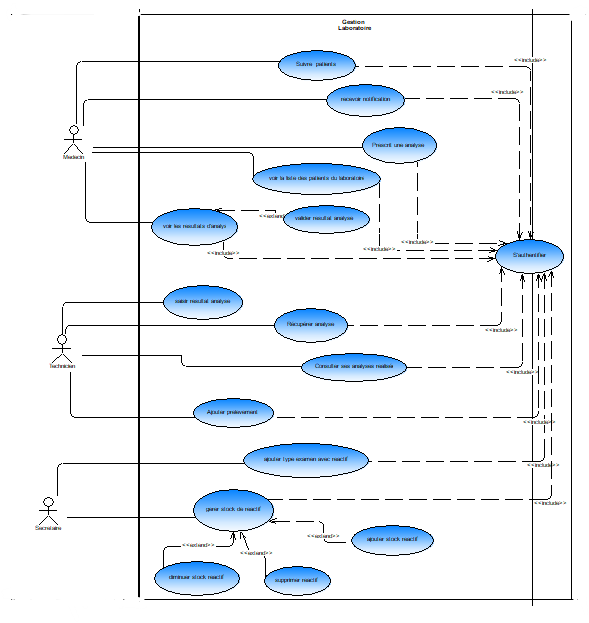 Gestion
Laboratoire
Suivre patients
<<include>>
recevoir notification
<<include>>
Medecin
Prescrit une analyse
voir la liste des patients du laboratoire
<<extend>>
valider resultat analyse
voir les resultats d'analys
<<include>>
<<include>>
<<include>>
S'authentifier
saisir resultat analyse
Récupérer analyse
<<include>>
Technicien
Consulter ses analyses realisé
<<include>>
Ajouter prelevement
<<include>>
ajouter type examen avec reactif
<<include>>
gerer stock de reactif
<<include>>
Secretaire
ajouter stock reactif
<<extend>>
<<extend>>
<<extend>>
diminuer stock reactif
supprimer reactif